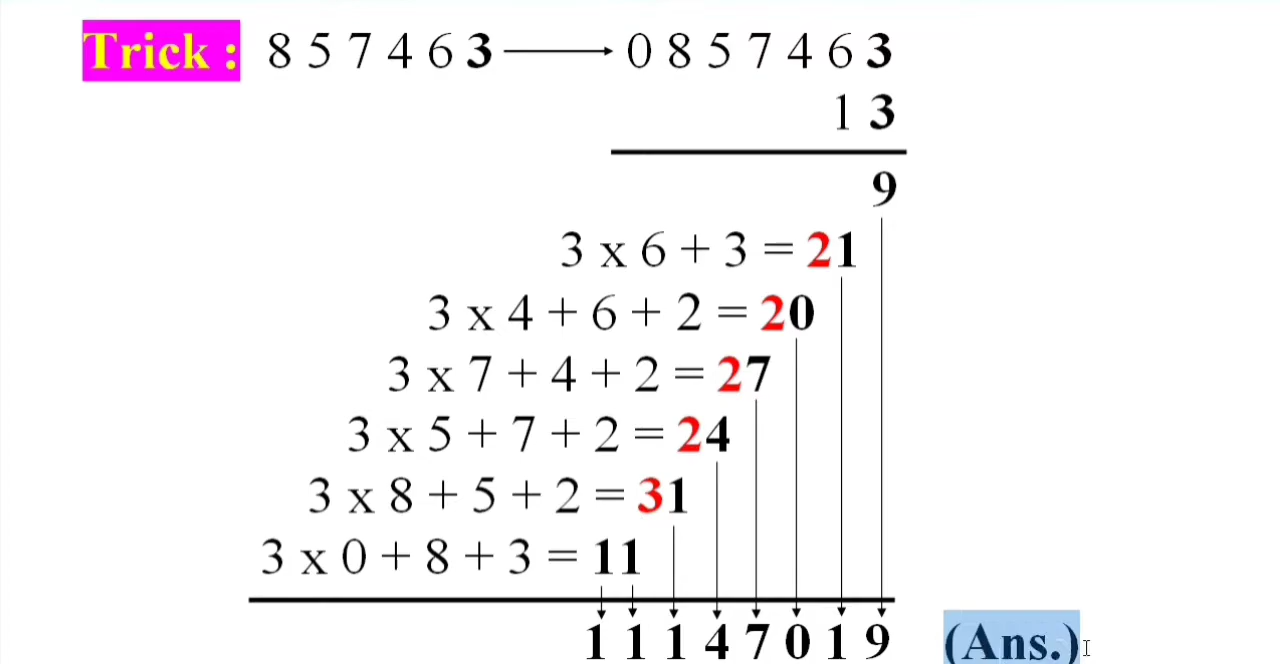 Trick : 8 5 7 4 6 3 → 0 8 5 7 4 6 3
1 3
9
3 x 6 + 3 = 21
3 x 4 + 6 + 2 = 20
3 x 7 + 4 + 2 = 27
3 x 5 + 7 + 2 = 24
3 x 8 + 5 + 2 = 31
3 x 0 + 8 + 3 = 11
1 1 1 4 7 0 1 9 (Ans.)